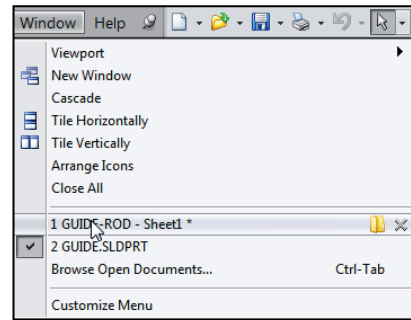 Window Help
Viewport
New Window
Cascade
Tile Horizontally
Tile Vertically
Arrange Icons
Close All
1 GUIDE-ROD - Sheet1 *
2 GUIDE.SLDPRT
Browse Open Documents... Ctrl-Tab
Customize Menu